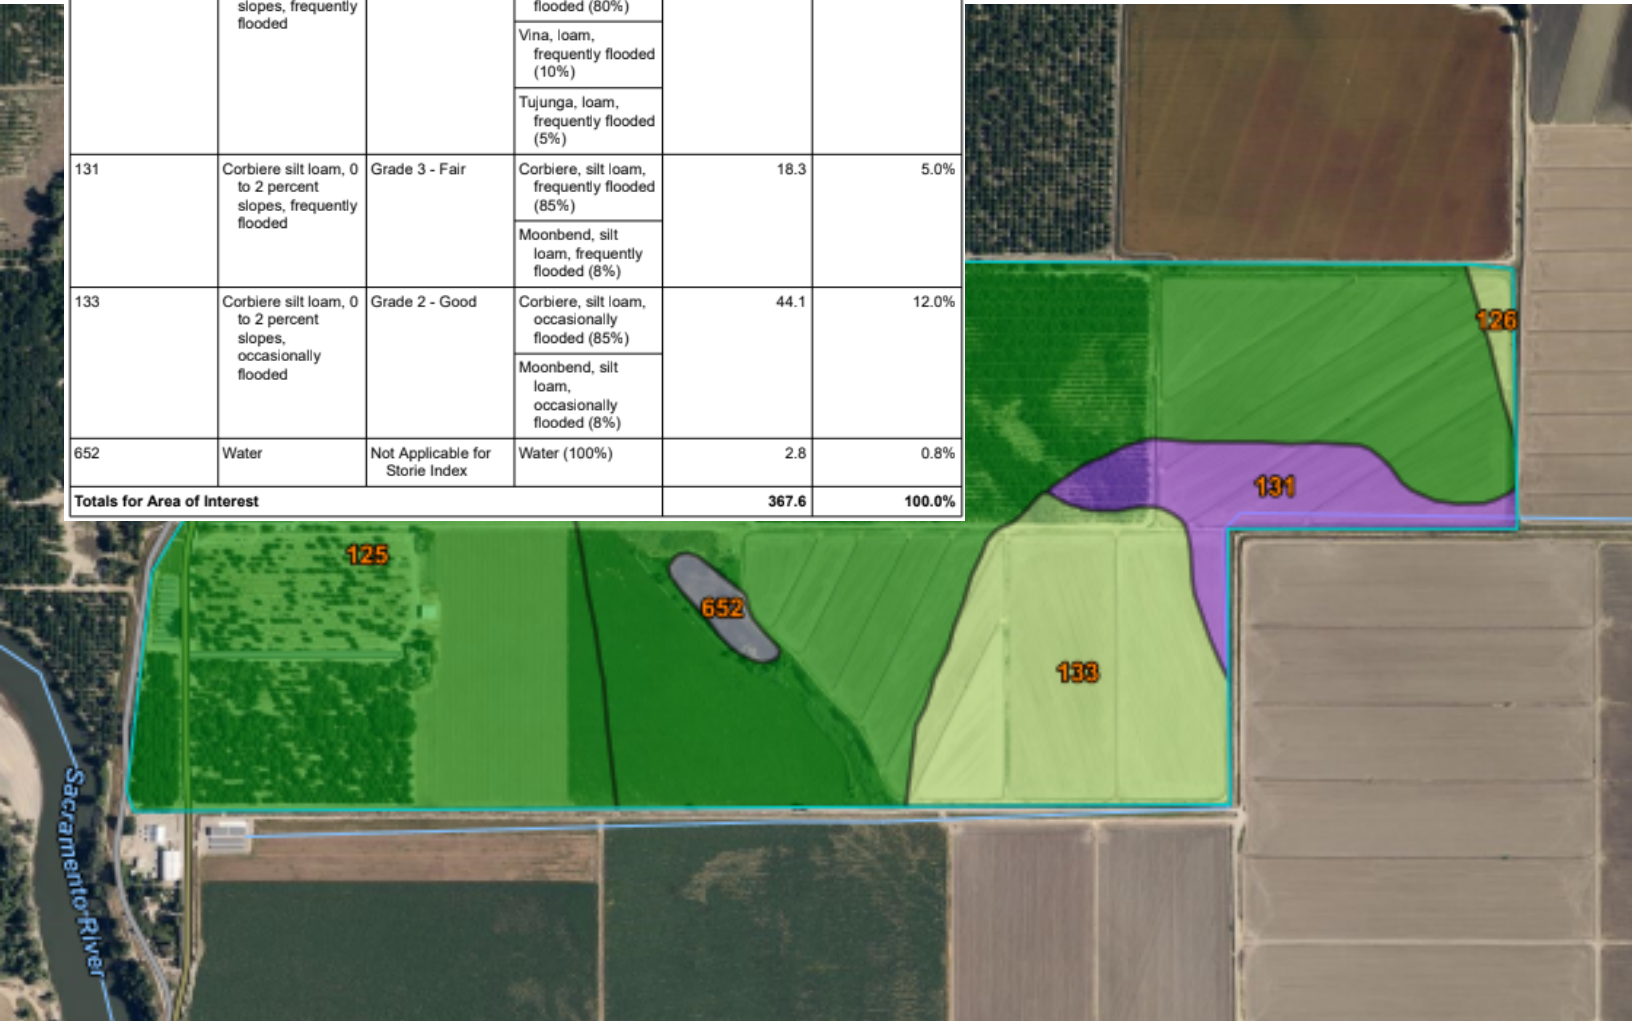 slopes, frequently
flooded
flooded (80%)
Vina, loam,
frequently flooded
(10%)
Tujunga, loam,
frequently flooded
(5%)
131
Corbiere silt loam, 0
to 2 percent
slopes, frequently
flooded
Grade 3 - Fair
Corbiere, silt loam,
frequently flooded
(85%)
Moonbend, silt
loam, frequently
flooded (8%)
18.3
5.0%
133
Corbiere silt loam, 0
to 2 percent
slopes,
occasionally
flooded
Grade 2 - Good
Corbiere, silt loam,
occasionally
flooded (85%)
Moonbend, silt
loam,
occasionally
flooded (8%)
44.1
12.0%
652
Water
Not Applicable for
Storie Index
Water (100%)
2.8
0.8%
Totals for Area of Interest
367.6
100.0%
126
131
125
652
133
Sacramento River